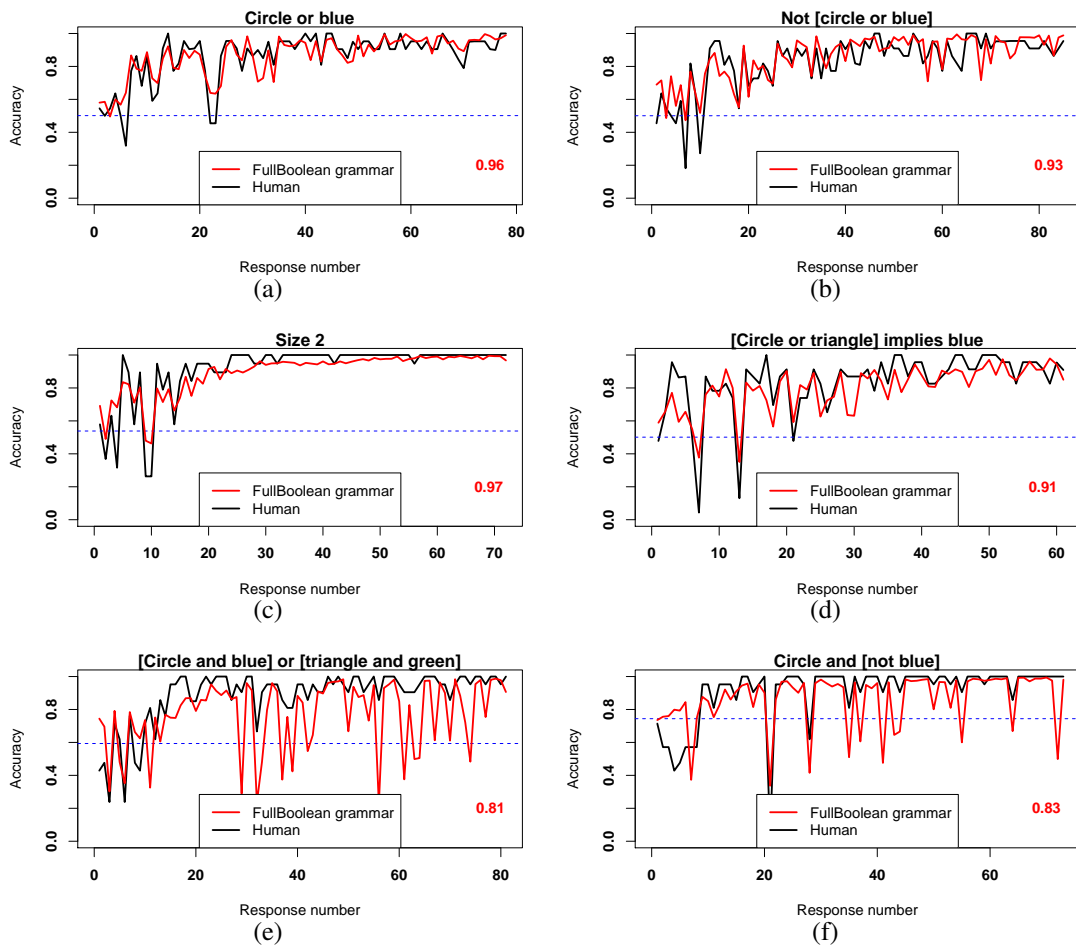 Circle or blue
Accuracy
0.0 0.4 0.8
FullBoolean grammar
Human
0.96
0 20 40 60 80
Response number
(a)
Not [circle or blue]
Accuracy
0.0 0.4 0.8
FullBoolean grammar
Human
0.93
0 20 40 60 80
Response number
(b)
Size 2
Accuracy
0.0 0.4 0.8
FullBoolean grammar
Human
0.97
0 10 20 30 40 50 60 70
Response number
(c)
[Circle or triangle] implies blue
Accuracy
0.0 0.4 0.8
FullBoolean grammar
Human
0.91
0 10 20 30 40 50 60
Response number
(d)
[Circle and blue] or [triangle and green]
Accuracy
0.0 0.4 0.8
FullBoolean grammar
Human
0.81
0 20 40 60 80
Response number
(e)
Circle and [not blue]
Accuracy
0.0 0.4 0.8
FullBoolean grammar
Human
0.83
0 20 40 60
Response number
(f)